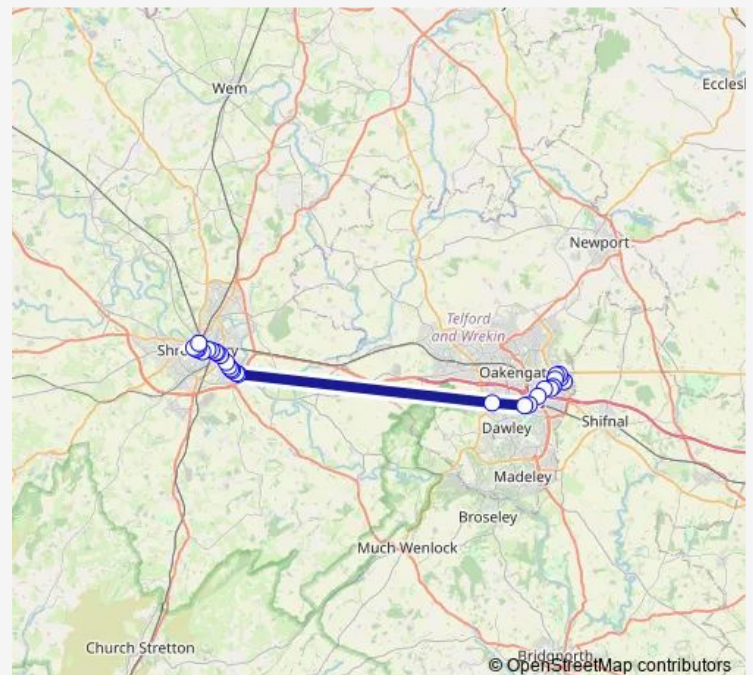 Wem
Ecclesl
Newport
Telford
and Wrekin
Shr
y
Oakengat
Shifnal
Dawley
Madeley
Broseley
Much Wenlock
Church Stretton
Bridgnorth
© OpenStreetMap contributors